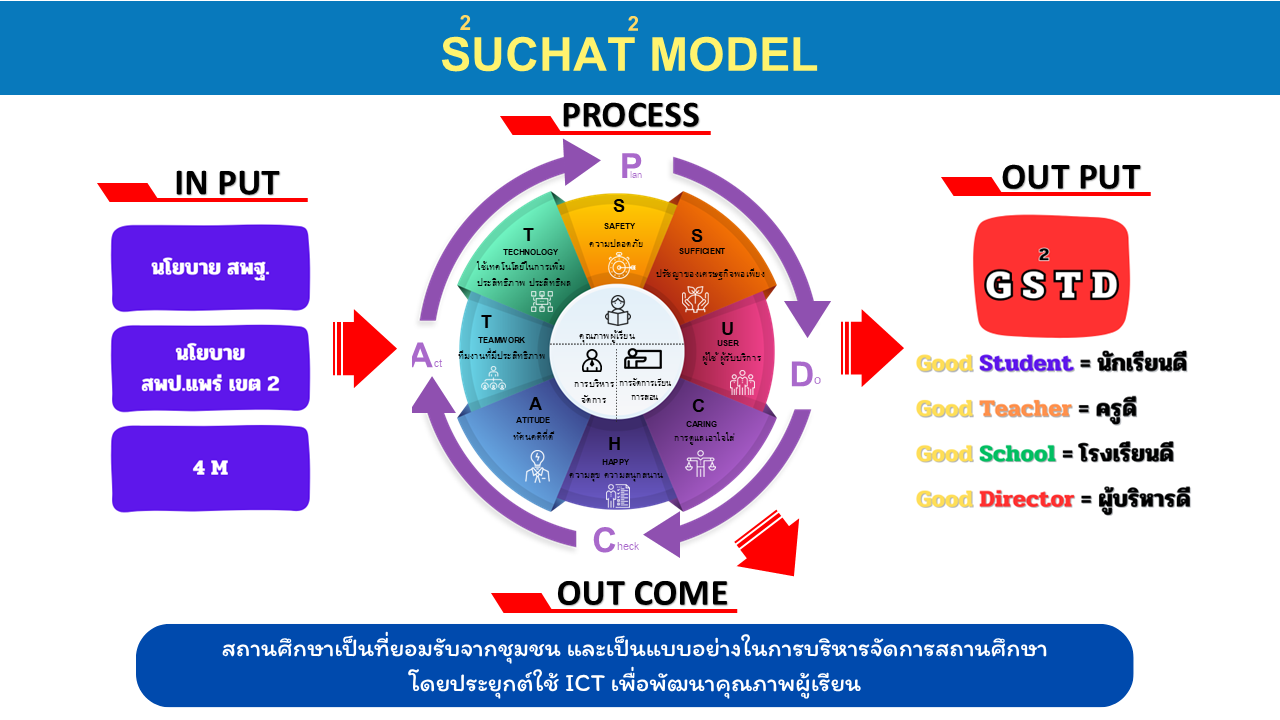 S²UCHAT² MODEL
PROCESS
IN PUT
นโยบาย สพฐ.
นโยบาย
สพป.แพร่ เขต 2
4 M
Plan
Do
Check
Act
S
SAFETY
ความปลอดภัย
S
SUFFICIENT
ปรัชญาของเศรษฐกิจพอเพียง
U
USER
ผู้ใช้ ผู้รับบริการ
C
CARING
การดูแลเอาใจใส่
H
HAPPY
ความสุข ความสนุกสนาน
A
ATITUDE
ทัศนคติที่ดี
T
TEAMWORK
ทีมงานที่มีประสิทธิภาพ
T
TECHNOLOGY
ใช้เทคโนโลยีในการเพิ่ม
ประสิทธิภาพ ประสิทธิผล
คุณภาพผู้เรียน
การบริหาร
จัดการ
การจัดการเรียน
การสอน
OUT PUT
G²STD
Good Student = นักเรียนดี
Good Teacher = ครูดี
Good School = โรงเรียนดี
Good Director = ผู้บริหารดี
OUT COME
สถานศึกษาเป็นที่ยอมรับจากชุมชน และเป็นแบบอย่างในการบริหารจัดการสถานศึกษา
โดยประยุกต์ใช้ ICT เพื่อพัฒนาคุณภาพผู้เรียน